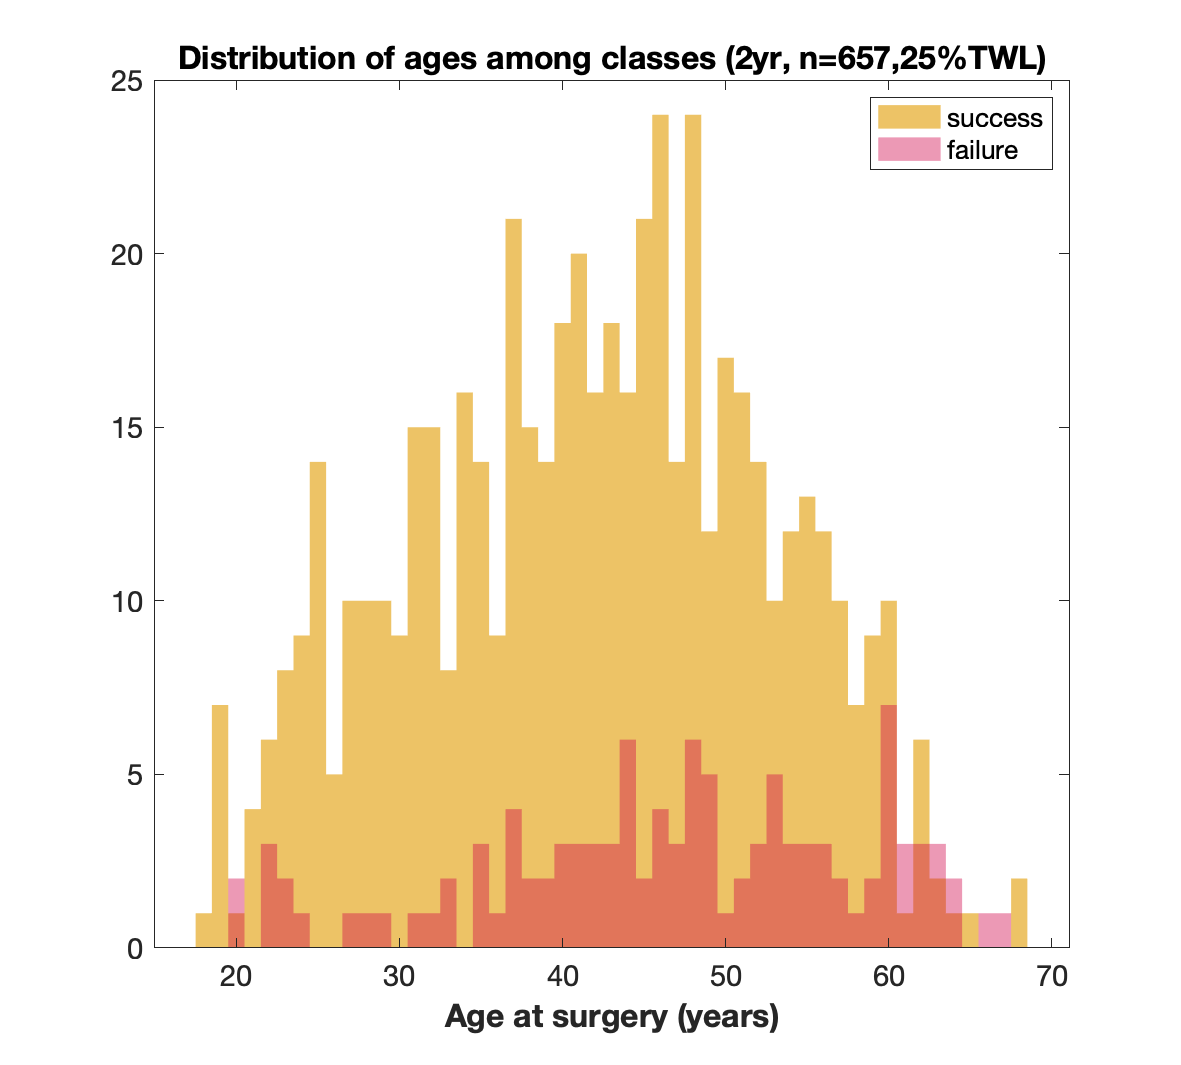 Distribution of ages among classes (2yr, n=657,25%TWL)
25
20
15
10
5
0
success
failure
20 30 40 50 60 70
Age at surgery (years)